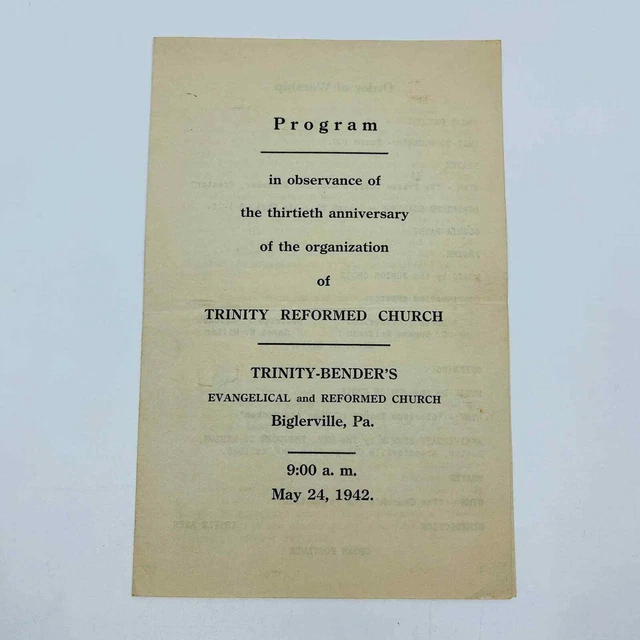 Program
in observance of
the thirtieth anniversary
of the organization
of
TRINITY REFORMED CHURCH
TRINITY-BENDER'S
EVANGELICAL and REFORMED CHURCH
Biglerville, Pa.
9:00 a. m.
May 24, 1942.